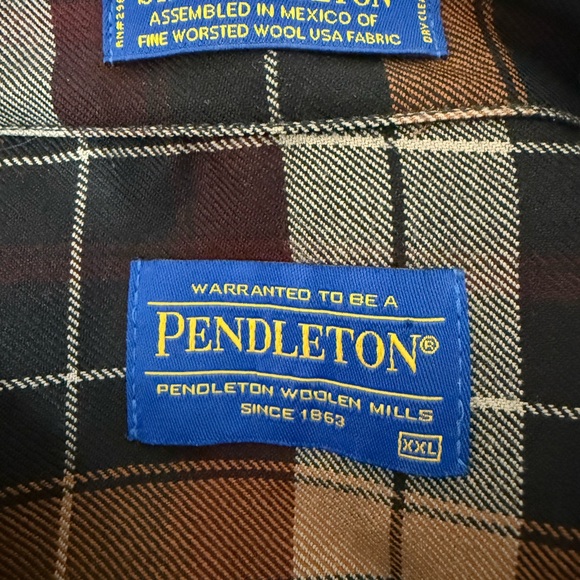 ASSEMBLED IN MEXICO OF
FINE WORSTED WOOL USA FABRIC
WARRANTED TO BE A
PENDLETON®
PENDLETON WOOLEN MILLS
SINCE 1863
XXL